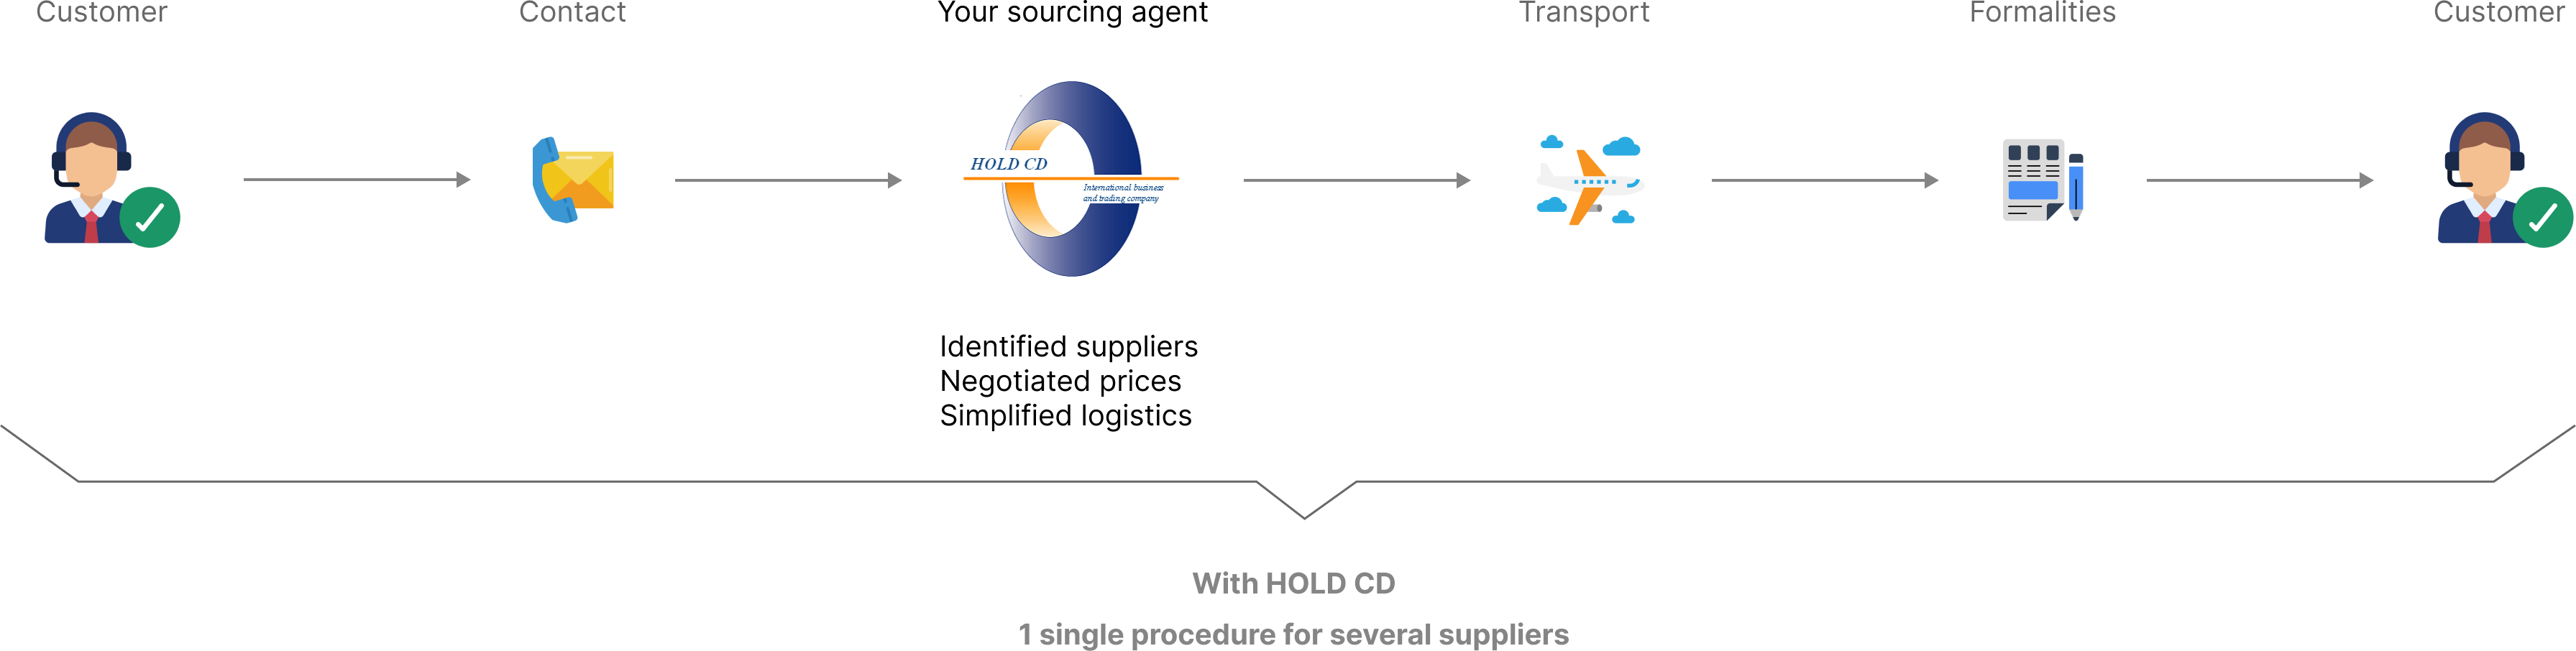 Customer
Contact
Your sourcing agent
Transport
Formalities
Customer
HOLD CD
International business
and trading company
Identified suppliers
Negotiated prices
Simplified logistics
With HOLD CD
1 single procedure for several suppliers